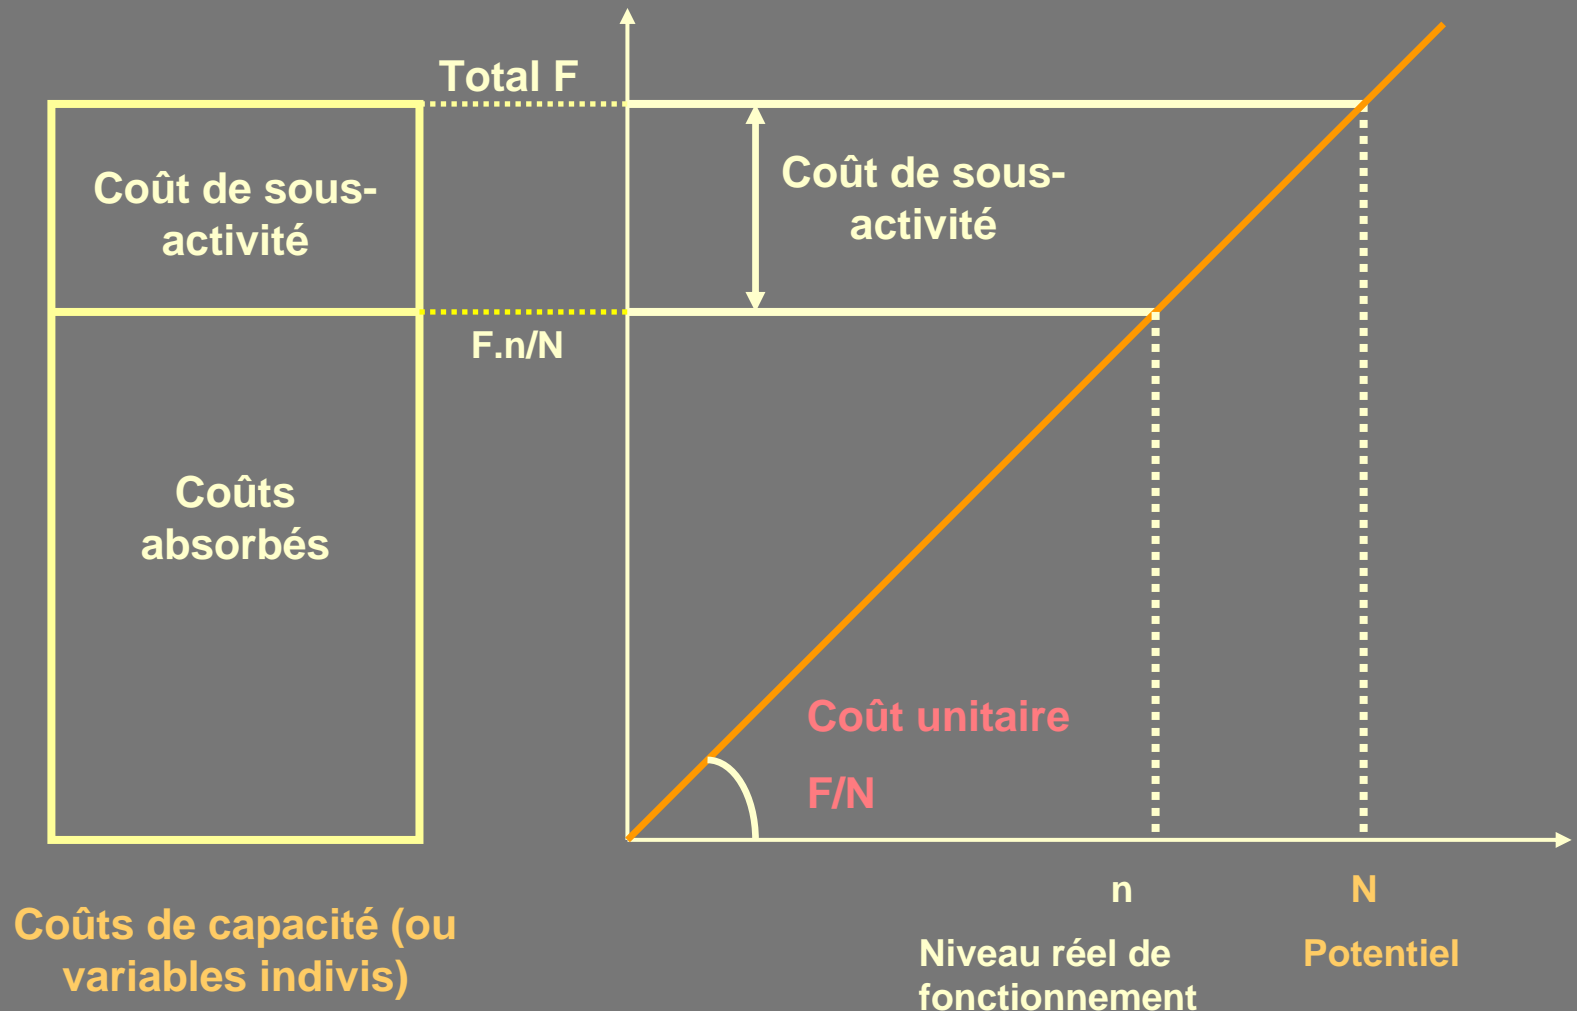 Total F
Coût de sous-
activité
Coût de sous-
activité
F.n/N
Coûts
absorbés
Coût unitaire
F/N
n
N
Coûts de capacité (ou
variables indivis)
Niveau réel de
fonctionnement
Potentiel